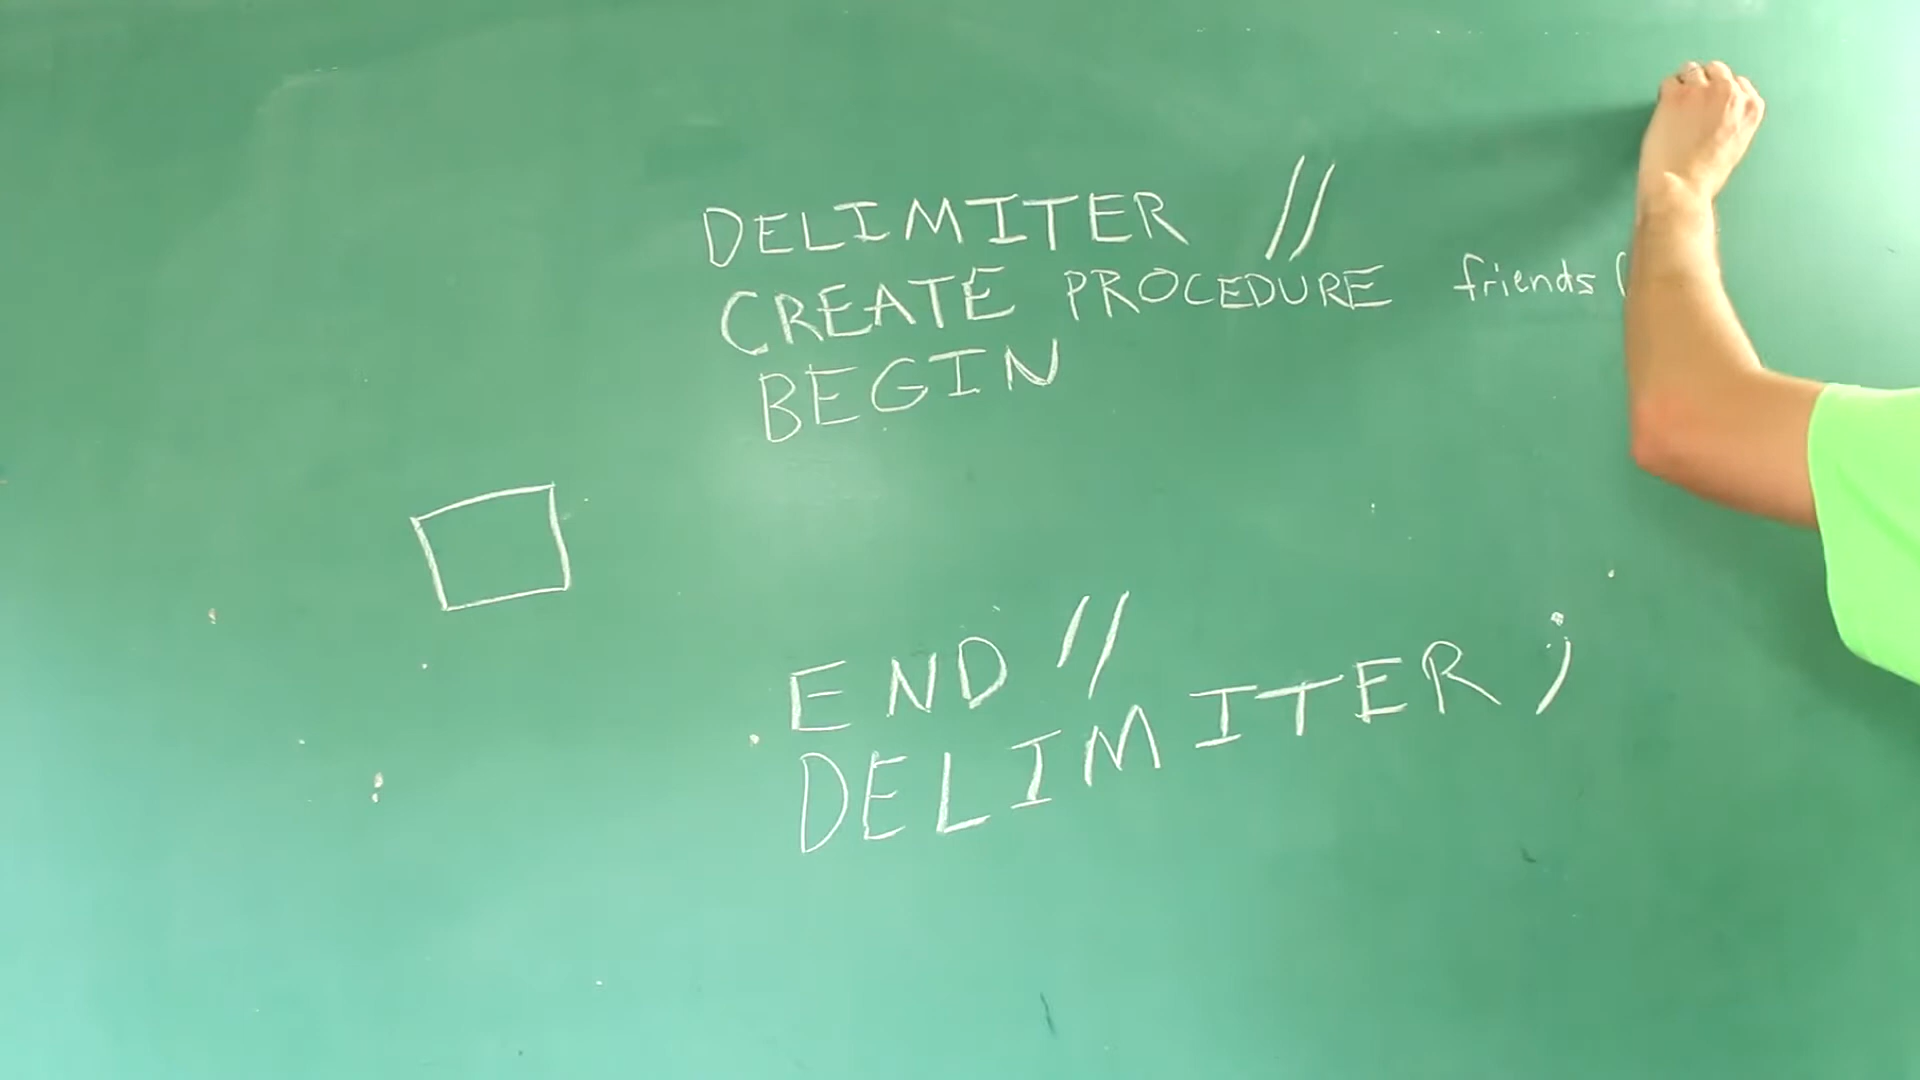 DELIMITER //
CREATE PROCEDURE friends (
BEGIN
END //
DELIMITER ;